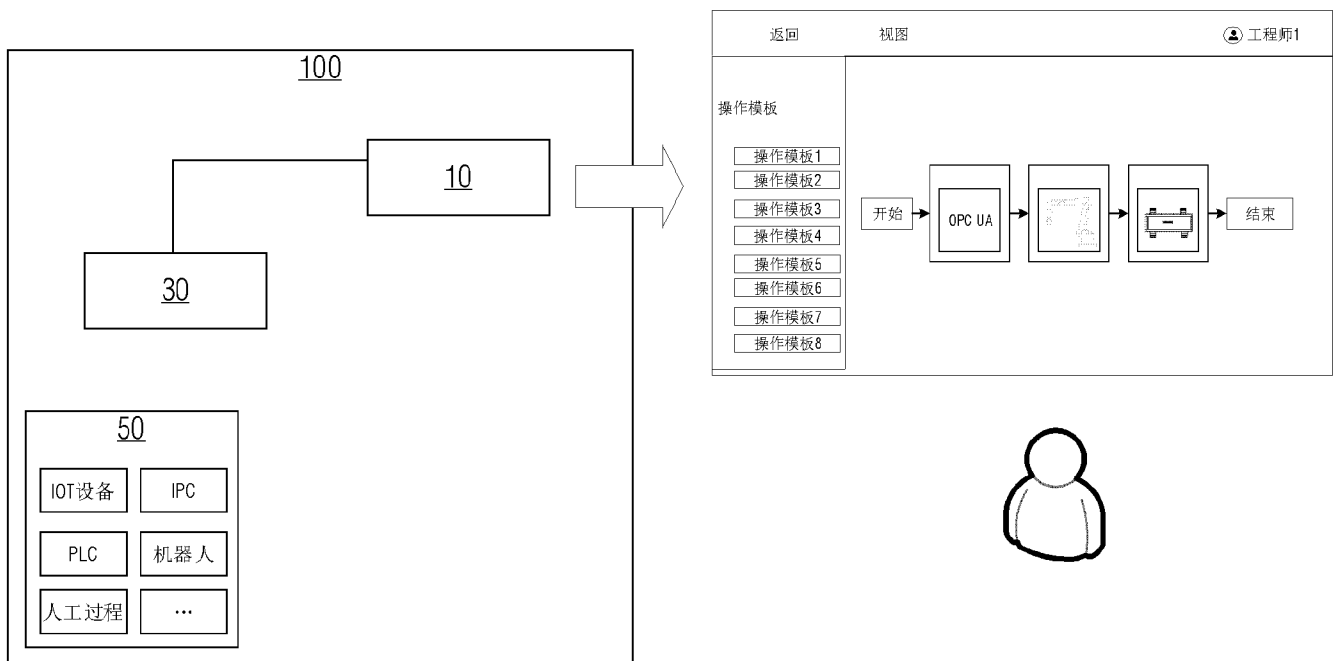 100
10
30
50
IOT设备
IPC
PLC
机器人
人工过程
…
返回
视图
工程师1
操作模板
操作模板1
操作模板2
操作模板3
操作模板4
操作模板5
操作模板6
操作模板7
操作模板8
开始
OPC UA
结束